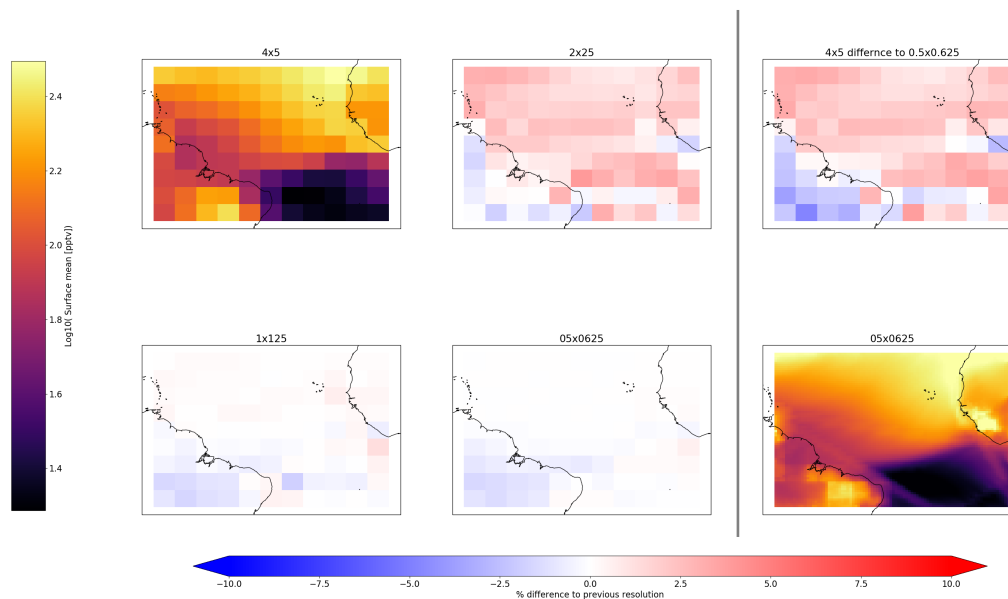 4x5
2x25
4x5 differnce to 0.5x0.625
2.4
2.2
2.0
1.8
1.6
1.4
Log10( Surface mean [pptv])
1x125
05x0625
05x0625
−10.0 −7.5 −5.0 −2.5 0.0 2.5 5.0 7.5 10.0
% difference to previous resolution